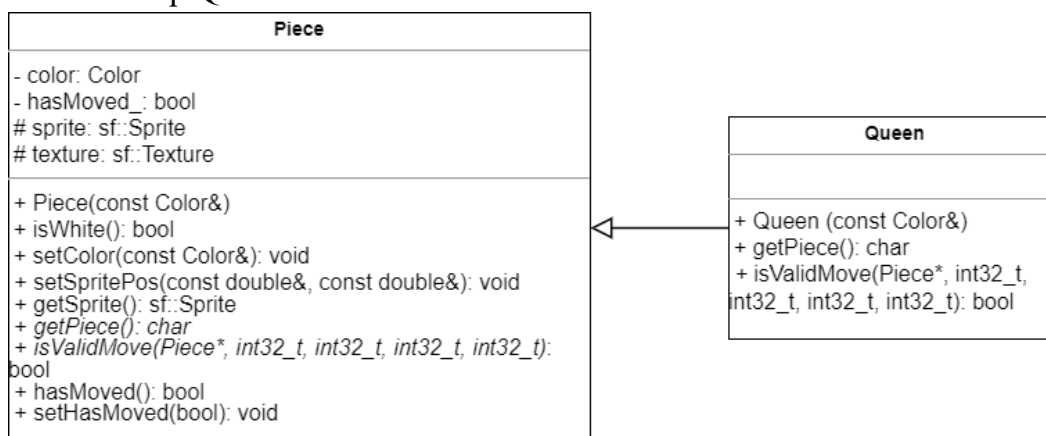 Piece
- color: Color
- hasMoved_: bool
# sprite: sf::Sprite
# texture: sf::Texture
+ Piece(const Color&)
+ isWhite(): bool
+ setColor(const Color&): void
+ setSpritePos(const double&, const double&): void
+ getSprite(): sf::Sprite
+ getPiece(): char
+ isValidMove(Piece*, int32_t, int32_t, int32_t, int32_t):
bool
+ hasMoved(): bool
+ setHasMoved(bool): void
Queen
+ Queen (const Color&)
+ getPiece(): char
+ isValidMove(Piece*, int32_t,
int32_t, int32_t, int32_t): bool